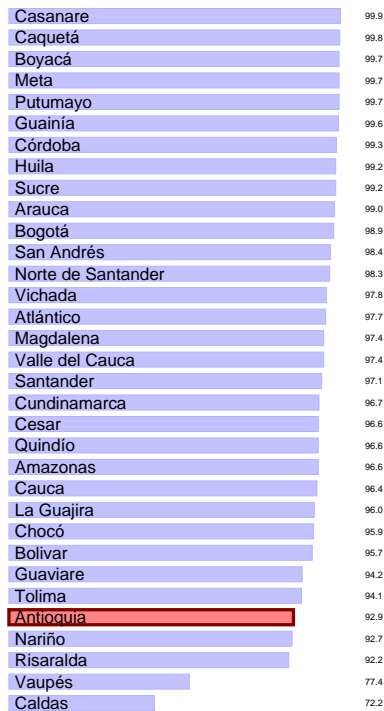 Casanare 99.9
Caquetá 99.8
Boyacá 99.7
Meta 99.7
Putumayo 99.7
Guainía 99.6
Córdoba 99.3
Huila 99.2
Sucre 99.2
Arauca 99.0
Bogotá 98.9
San Andrés 98.4
Norte de Santander 98.3
Vichada 97.8
Atlántico 97.7
Magdalena 97.4
Valle del Cauca 97.4
Santander 97.1
Cundinamarca 96.7
Cesar 96.6
Quindío 96.6
Amazonas 96.6
Cauca 96.4
La Guajira 96.0
Chocó 95.9
Bolivar 95.7
Guaviare 94.2
Tolima 94.1
Antioquia 92.9
Nariño 92.7
Risaralda 92.2
Vaupés 77.4
Caldas 72.2